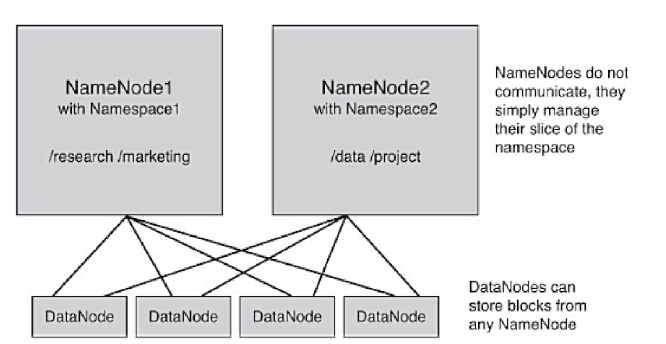 NameNode1
with Namespace1
/research /marketing
NameNode2
with Namespace2
/data /project
NameNodes do not
communicate, they
simply manage
their slice of the
namespace
DataNode
DataNode
DataNode
DataNode
DataNodes can
store blocks from
any NameNode